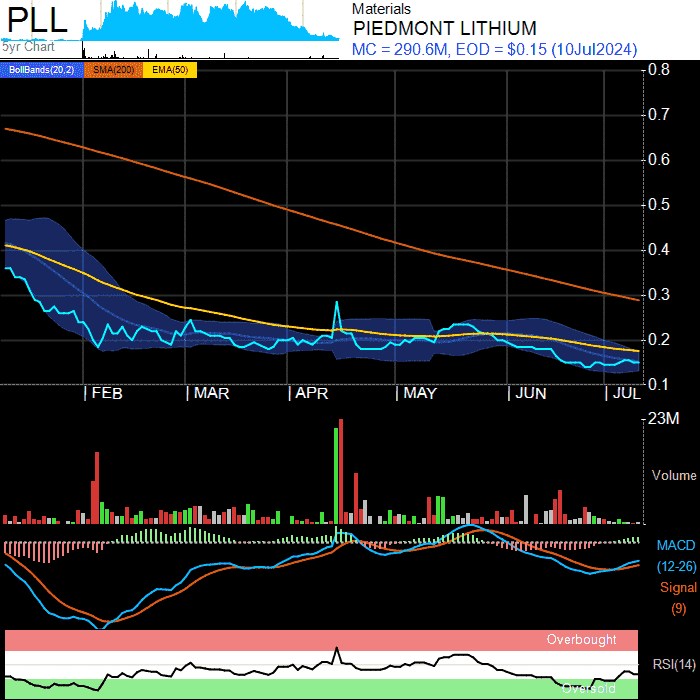 PLL
5yr Chart
Materials
PIEDMONT LITHIUM
MC = 290.6M, EOD = $0.15 (10Jul2024)
BollBands(20,2) SMA(200) EMA(50)
0.8
0.7
0.6
0.5
0.4
0.3
0.2
0.1
FEB MAR APR MAY JUN JUL
23M
Volume
MACD
(12-26)
Signal
(9)
Overbought
RSI(14)
Oversold